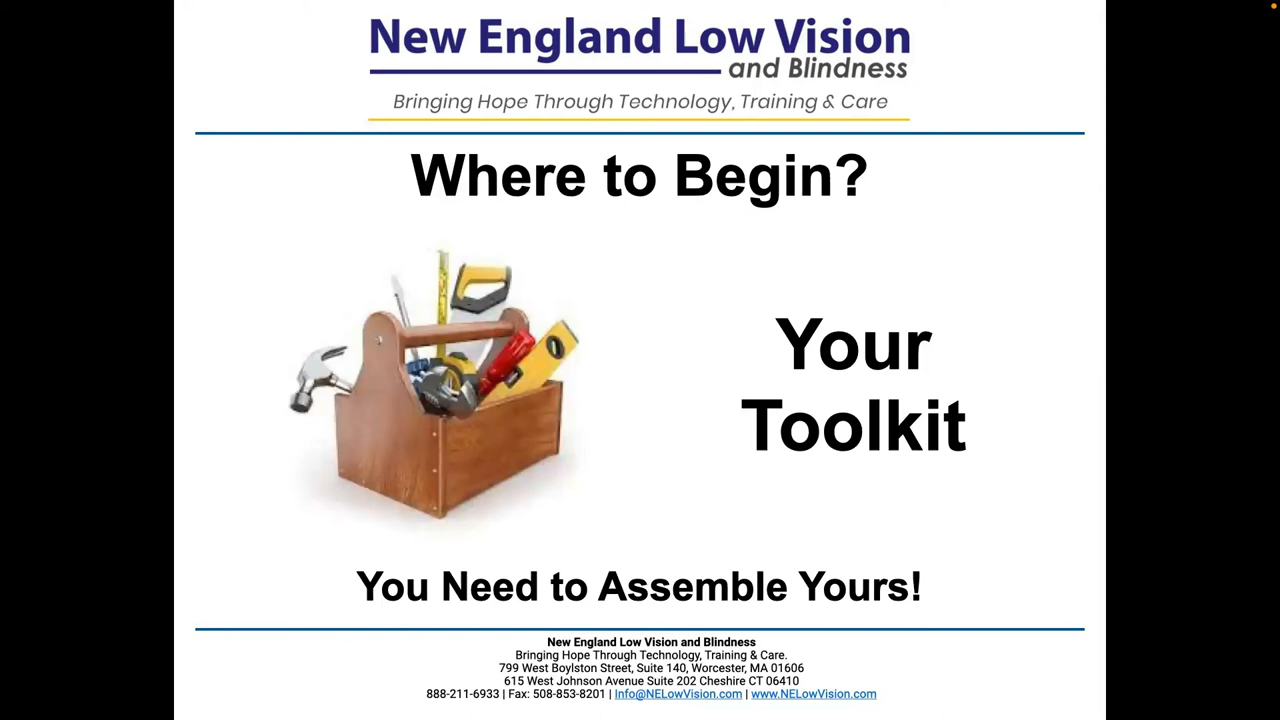 New England Low Vision
and Blindness
Bringing Hope Through Technology, Training & Care
Where to Begin?
Your
Toolkit
You Need to Assemble Yours!
New England Low Vision and Blindness
Bringing Hope Through Technology, Training & Care.
799 West Boylston Street, Suite 140, Worcester, MA 01606
615 West Johnson Avenue Suite 202 Cheshire CT 06410
888-211-6933 | Fax: 508-853-8201 | Info@NELowVision.com | www.NELowVision.com